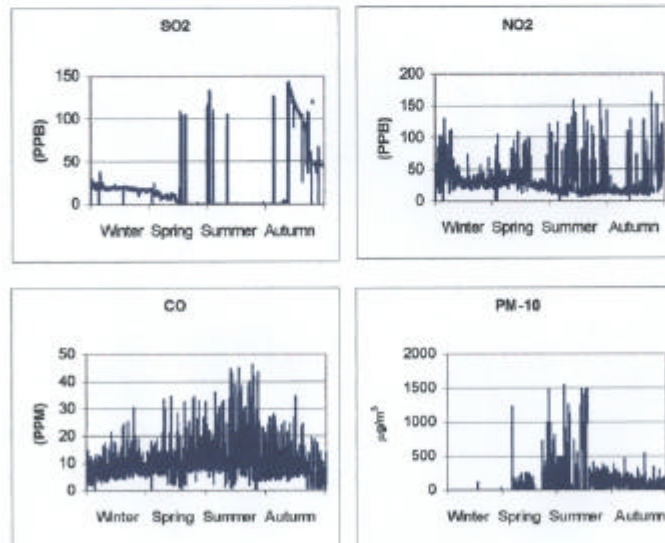 SO2
150
100
50
0
(PPB)
Winter Spring Summer Autumn
NO2
200
150
100
50
0
(PPB)
Winter Spring Summer Autumn
CO
50
40
30
20
10
0
(PPM)
Winter Spring Summer Autumn
PM-10
2000
1500
1000
500
0
µg/m³
Winter Spring Summer Autumn